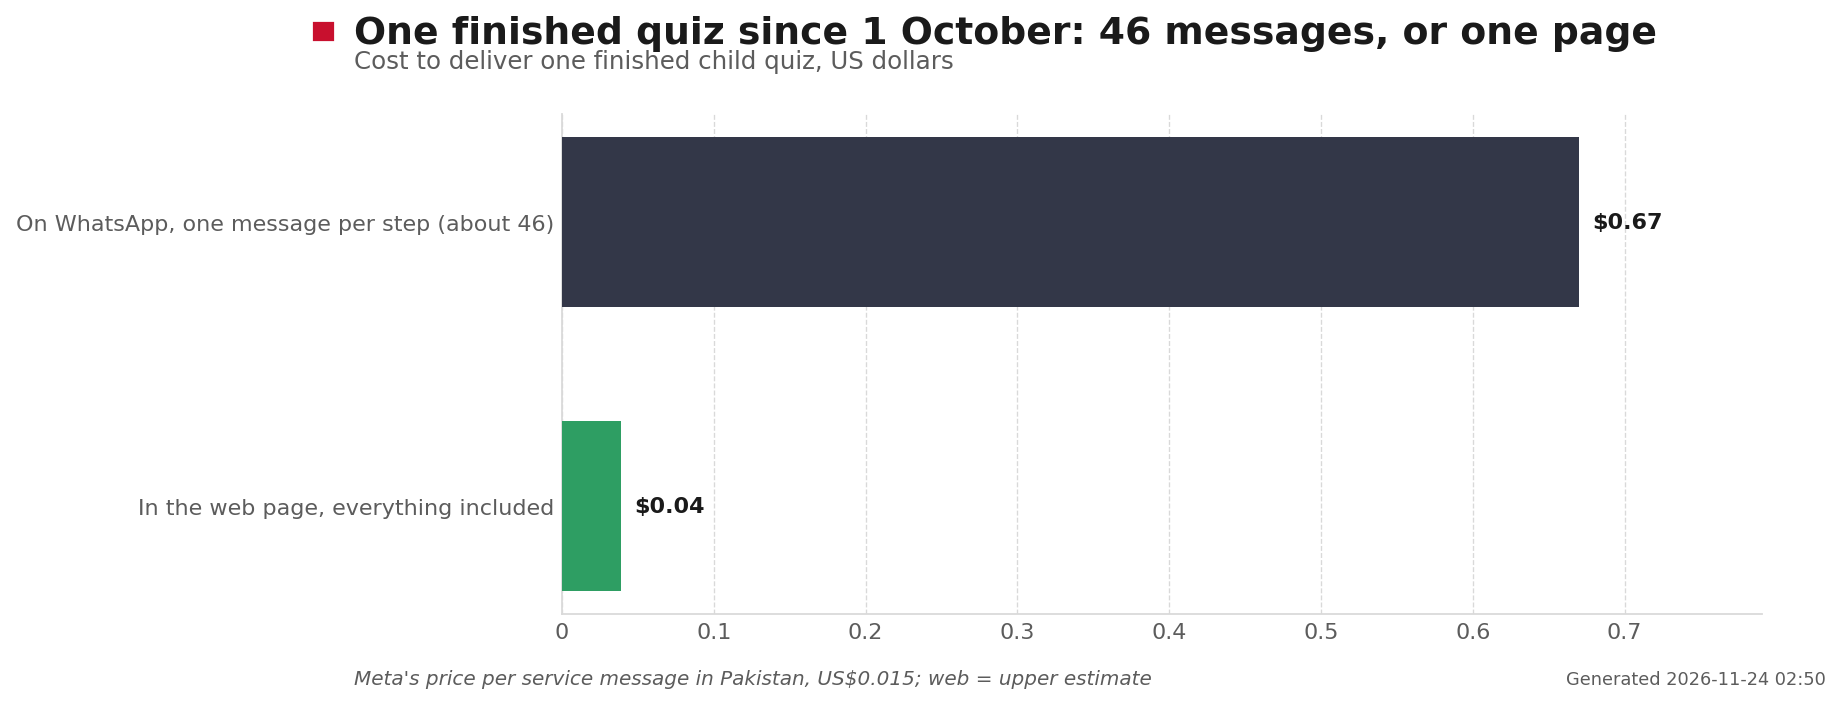 One finished quiz since 1 October: 46 messages, or one page
Cost to deliver one finished child quiz, US dollars
On WhatsApp, one message per step (about 46)
$0.67
In the web page, everything included
$0.04
0 0.1 0.2 0.3 0.4 0.5 0.6 0.7
Meta's price per service message in Pakistan, US$0.015; web = upper estimate
Generated 2026-11-24 02:50